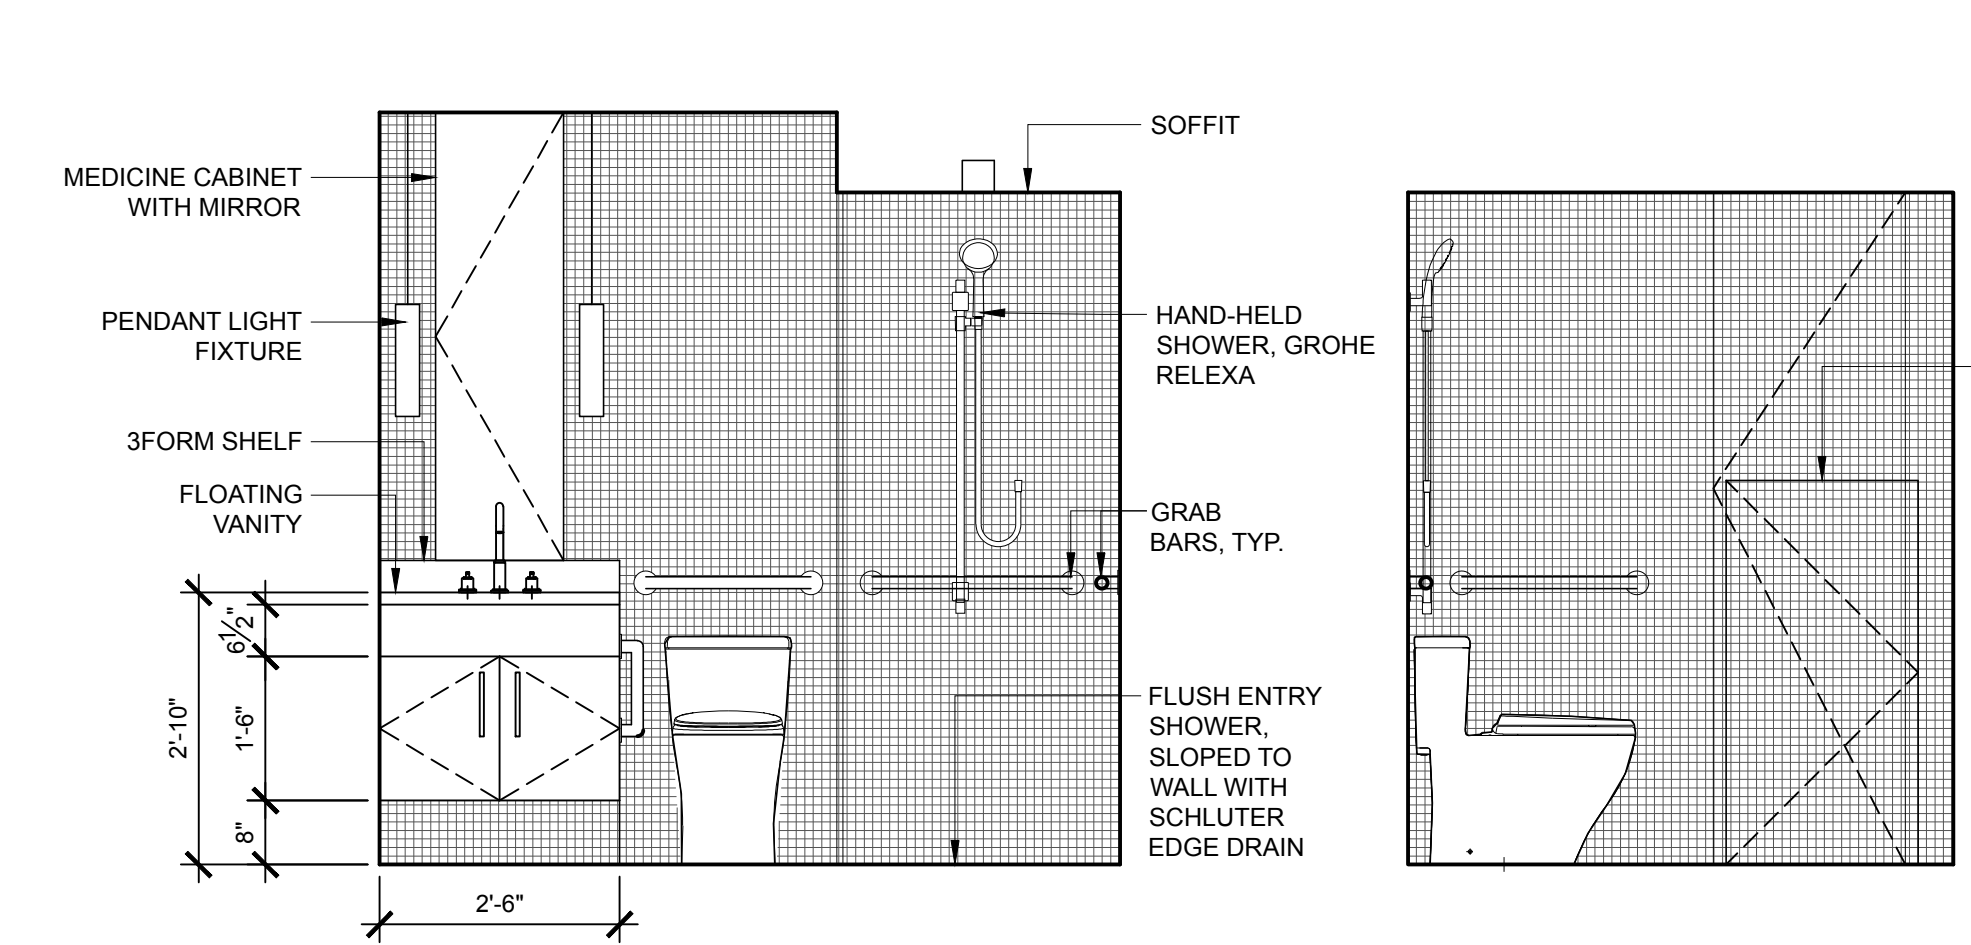 SOFFIT
MEDICINE CABINET
WITH MIRROR
PENDANT LIGHT
FIXTURE
HAND-HELD
SHOWER, GROHE
RELEXA
3FORM SHELF
FLOATING
VANITY
GRAB
BARS, TYP.
6 1/2"
2'-10"
1'-6"
8"
FLUSH ENTRY
SHOWER,
SLOPED TO
WALL WITH
SCHLUTER
EDGE DRAIN
2'-6"